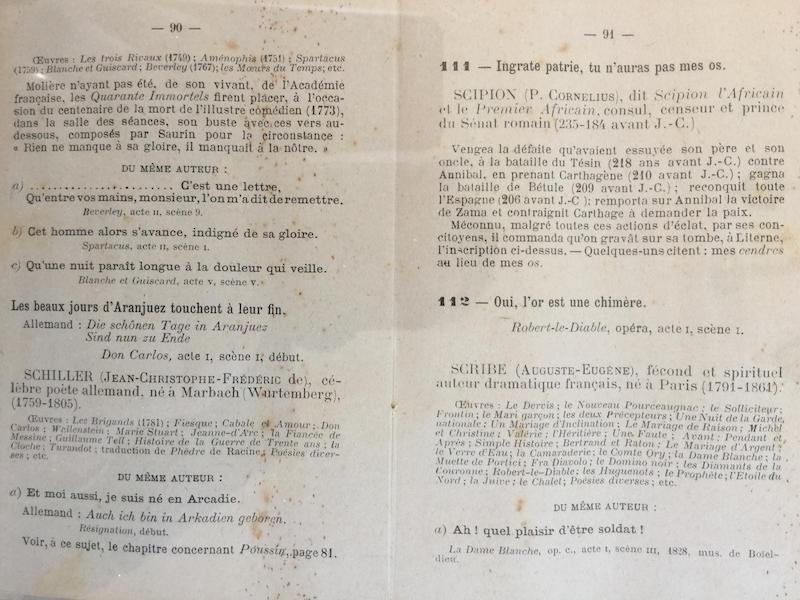 — 90 —
Œuvres : Les trois Rivaux (1749) ; Aménophis (1751) ; Spartacus
(1759) ; Blanche et Guiscard ; Beverley (1767); les Mœurs du Temps; etc.
Molière n'ayant pas été, de son vivant, de l'Académie
française, les Quarante Immortels firent placer, à l'occa-
sion du centenaire de la mort de l'illustre comédien (1773),
dans la salle des séances, son buste avec ces vers au-
dessous, composés par Saurin pour la circonstance :
« Rien ne manque à sa gloire, il manquait à la nôtre. »
DU MÊME AUTEUR :
a) ........................ C'est une lettre,
Qu'entre vos mains, monsieur, l'on m'a dit de remettre.
Beverley, acte II, scène 9.
b) Cet homme alors s'avance, indigné de sa gloire.
Spartacus, acte II, scène I.
c) Qu'une nuit paraît longue à la douleur qui veille.
Blanche et Guiscard, acte V, scène V.
Les beaux jours d'Aranjuez touchent à leur fin.
Allemand : Die schönen Tage in Aranjuez
Sind nun zu Ende
Don Carlos, acte I, scène I, début.
SCHILLER (JEAN-CHRISTOPHE-FRÉDÉRIC de), cé-
lèbre poète allemand, né à Marbach (Wurtemberg),
(1759-1805).
Œuvres : Les Brigands (1781) ; Fiesque ; Cabale et Amour ; Don
Carlos ; Wallenstein ; Marie Stuart ; Jeanne-d'Arc ; la Fiancée de
Messine ; Guillaume Tell ; Histoire de la Guerre de Trente ans ; la
Cloche ; Turandot ; traduction de Phèdre de Racine, Poésies diver-
ses ; etc.
DU MÊME AUTEUR :
a) Et moi aussi, je suis né en Arcadie.
Allemand : Auch ich bin in Arkadien geboren.
Résignation, début.
Voir, à ce sujet, le chapitre concernant Poussin, page 81.
— 91 —
111 — Ingrate patrie, tu n'auras pas mes os.
SCIPION (P. CORNELIUS), dit Scipion l'Africain
et le Premier Africain, consul, censeur et prince
du Sénat romain (235-184 avant J.-C.)
Vengea la défaite qu'avaient essuyée son père et son
oncle, à la bataille du Tésin (218 ans avant J.-C.) contre
Annibal, en prenant Carthagène (210 avant J.-C.) ; gagna
la bataille de Bétule (209 avant J.-C.) ; reconquit toute
l'Espagne (206 avant J.-C ); remporta sur Annibal la victoire
de Zama et contraignit Carthage à demander la paix.
Méconnu, malgré toutes ces actions d'éclat, par ses con-
citoyens, il commanda qu'on gravât sur sa tombe, à Literne,
l'inscription ci-dessus. — Quelques-uns citent : mes cendres
au lieu de mes os.
112 — Oui, l'or est une chimère.
Robert-le-Diable, opéra, acte I, scène I.
SCRIBE (AUGUSTE-EUGÈNE), fécond et spirituel
auteur dramatique français, né à Paris (1791-1861).
Œuvres : Le Dervis ; le Nouveau Pourceaugnac ; le Solliciteur ;
Frontin, le Mari garçon ; les deux Précepteurs ; Une Nuit de la Garde
nationale ; Un Mariage d'Inclination ; Le Mariage de Raison ; Michel
et Christine ; Valérie ; l'Héritière ; Une Faute ; Avant ; Pendant et
Après ; Simple Histoire ; Bertrand et Raton ; Le Mariage d'Argent ;
le Verre d'Eau ; la Camaraderie ; le Comte Ory ; La Dame Blanche ; la
Muette de Portici ; Fra Diavolo ; le Domino noir ; les Diamants de la
Couronne ; Robert-le-Diable ; les Huguenots ; le Prophète ; l'Etoile du
Nord ; la Juive ; le Chalet ; Poésies diverses ; etc.
DU MÊME AUTEUR :
a) Ah ! quel plaisir d'être soldat !
La Dame Blanche, op. c., acte I, scène III, 1828, mus. de Boiel-
dieu.